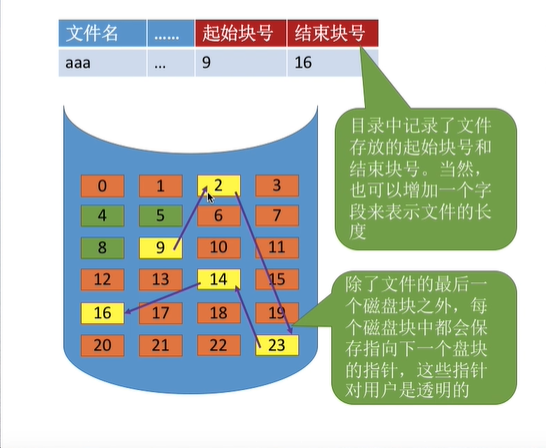 文件名 …… 起始块号 结束块号
aaa … 9 16
目录中记录了文件
存放的起始块号和
结束块号。当然，
也可以增加一个字
段来表示文件的长
度
0 1 2 3
4 5 6 7
8 9 10 11
12 13 14 15
16 17 18 19
20 21 22 23
除了文件的最后一
个磁盘块之外，每
个磁盘块中都会保
存指向下一个盘块
的指针，这些指针
对用户是透明的